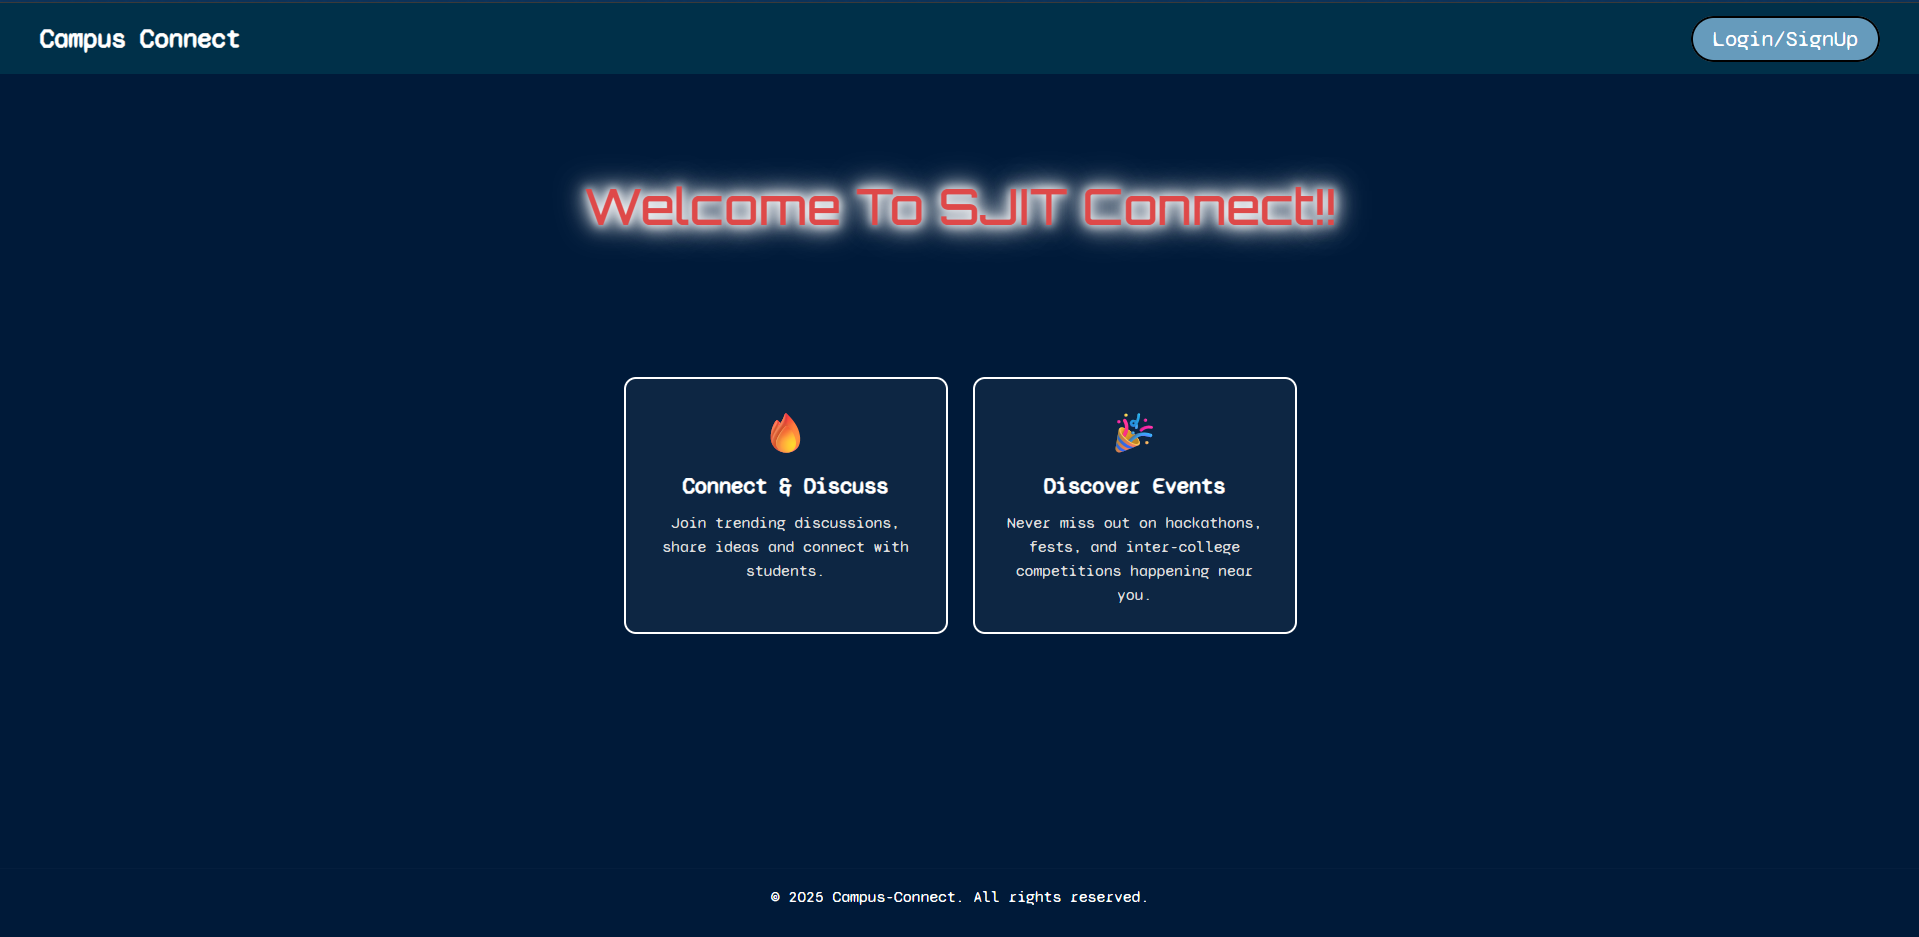 Campus Connect
Login/SignUp
Welcome To SJIT Connect!!
Connect & Discuss
Join trending discussions,
share ideas and connect with
students.
Discover Events
Never miss out on hackathons,
fests, and inter-college
competitions happening near
you.
© 2025 Campus-Connect. All rights reserved.